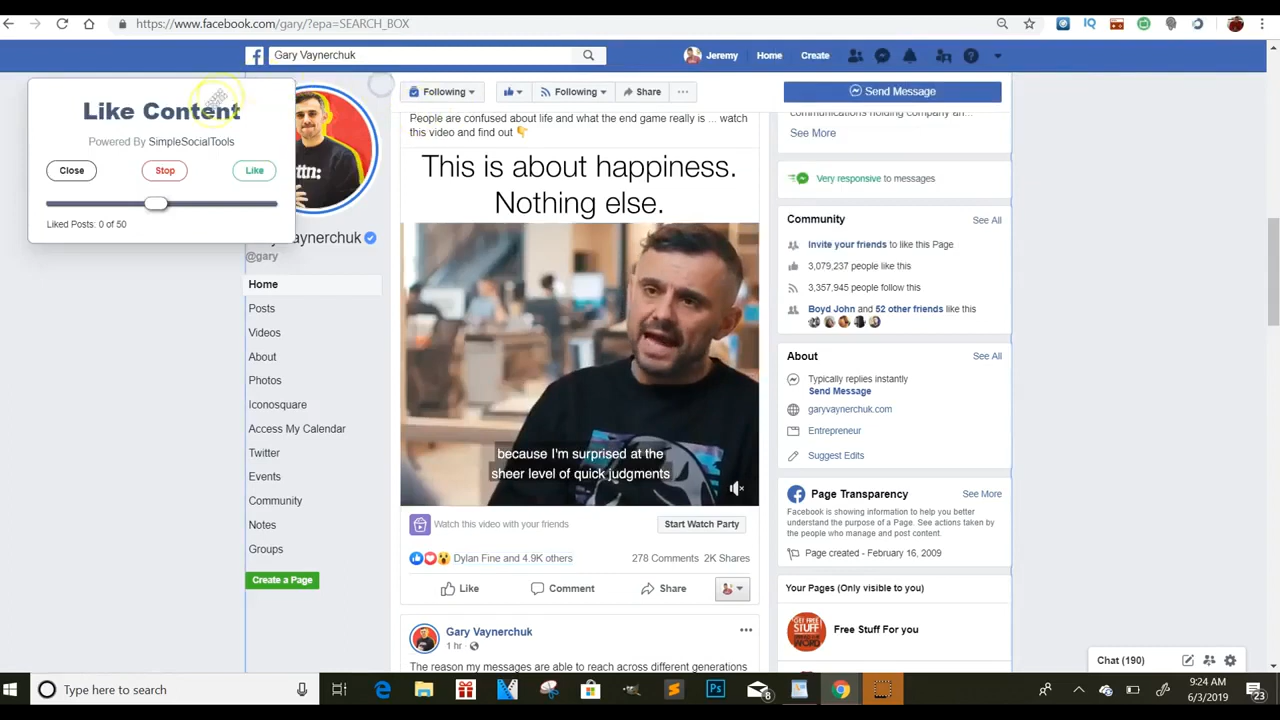 https://www.facebook.com/gary/?epa=SEARCH_BOX
IQ
Gary Vaynerchuk
Jeremy
Home
Create
Like Content
Powered By SimpleSocialTools
Close
Stop
Like
Liked Posts: 0 of 50
Vaynerchuk
@gary
Home
Posts
Videos
About
Photos
Iconosquare
Access My Calendar
Twitter
Events
Community
Notes
Groups
Create a Page
Following
Following
Share
People are confused about life and what the end game really is ... watch
this video and find out
This is about happiness.
Nothing else.
because I'm surprised at the
sheer level of quick judgments
Watch this video with your friends
Start Watch Party
Dylan Fine and 4.9K others
278 Comments 2K Shares
Like
Comment
Share
Gary Vaynerchuk
1 hr
The reason my messages are able to reach across different generations
Send Message
See More
Very responsive to messages
Community
See All
Invite your friends to like this Page
3,079,237 people like this
3,357,945 people follow this
Boyd John and 52 other friends like
this
About
See All
Typically replies instantly
Send Message
garyvaynerchuk.com
Entrepreneur
Suggest Edits
Page Transparency
See More
Facebook is showing information to help you better
understand the purpose of a Page. See actions taken by
the people who manage and post content.
Page created - February 16, 2009
Your Pages (Only visible to you)
FREE STUFF
Free Stuff For you
Chat (190)
Type here to search
Ps
8
9:24 AM
6/3/2019
23